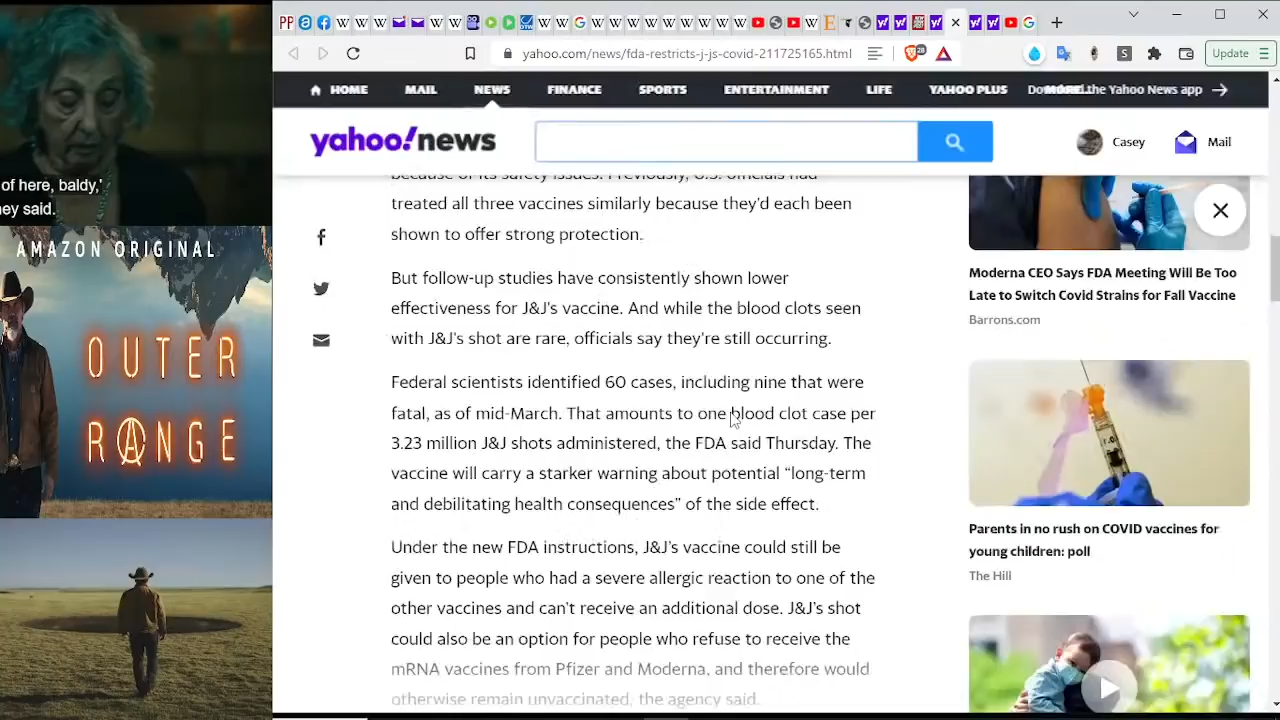 of here, baldy,'
ey said.
AMAZON ORIGINAL
OUTER
RANGE
yahoo.com/news/fda-restricts-j-js-covid-211725165.html
Update
HOME
MAIL
NEWS
FINANCE
SPORTS
ENTERTAINMENT
LIFE
YAHOO PLUS
MORE...
the Yahoo News app
yahoo!news
Casey
Mail
because of its safety issues. Previously, U.S. officials had
treated all three vaccines similarly because they'd each been
shown to offer strong protection.
But follow-up studies have consistently shown lower
effectiveness for J&J's vaccine. And while the blood clots seen
with J&J's shot are rare, officials say they're still occurring.
Federal scientists identified 60 cases, including nine that were
fatal, as of mid-March. That amounts to one blood clot case per
3.23 million J&J shots administered, the FDA said Thursday. The
vaccine will carry a starker warning about potential “long-term
and debilitating health consequences” of the side effect.
Under the new FDA instructions, J&J's vaccine could still be
given to people who had a severe allergic reaction to one of the
other vaccines and can't receive an additional dose. J&J's shot
could also be an option for people who refuse to receive the
mRNA vaccines from Pfizer and Moderna, and therefore would
otherwise remain unvaccinated, the agency said.
Moderna CEO Says FDA Meeting Will Be Too
Late to Switch Covid Strains for Fall Vaccine
Barrons.com
Parents in no rush on COVID vaccines for
young children: poll
The Hill